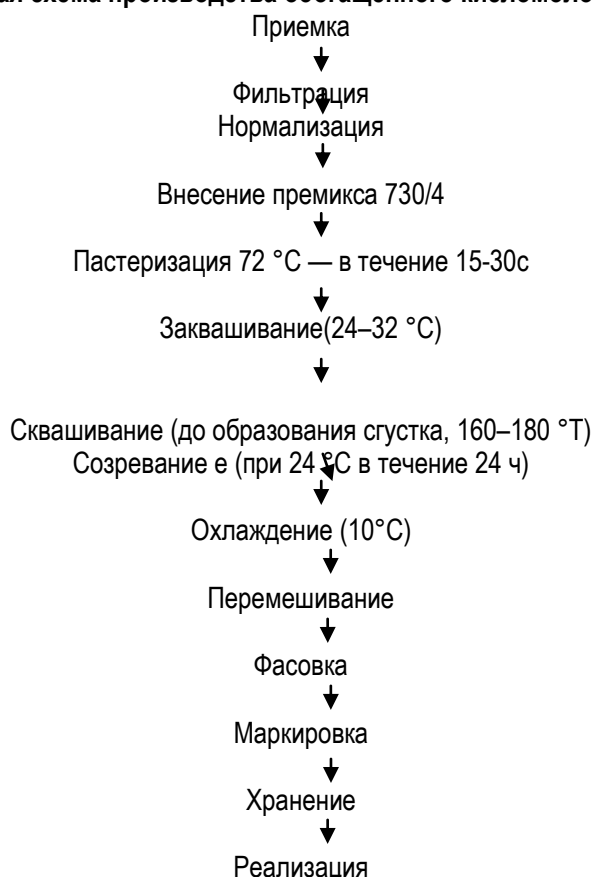 Приемка
Фильтрация
Нормализация
Внесение премикса 730/4
Пастеризация 72 °С — в течение 15-30с
Заквашивание(24–32 °С)
Сквашивание (до образования сгустка, 160–180 °Т)
Созревание е (при 24 °С в течение 24 ч)
Охлаждение (10°С)
Перемешивание
Фасовка
Маркировка
Хранение
Реализация